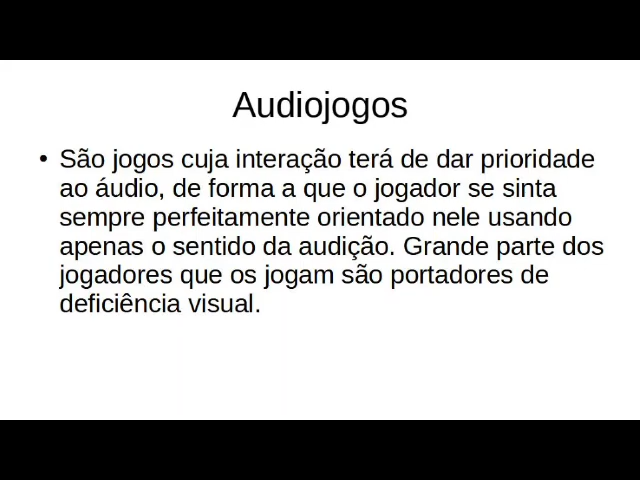 Audiojogos
• São jogos cuja interação terá de dar prioridade
ao áudio, de forma a que o jogador se sinta
sempre perfeitamente orientado nele usando
apenas o sentido da audição. Grande parte dos
jogadores que os jogam são portadores de
deficiência visual.